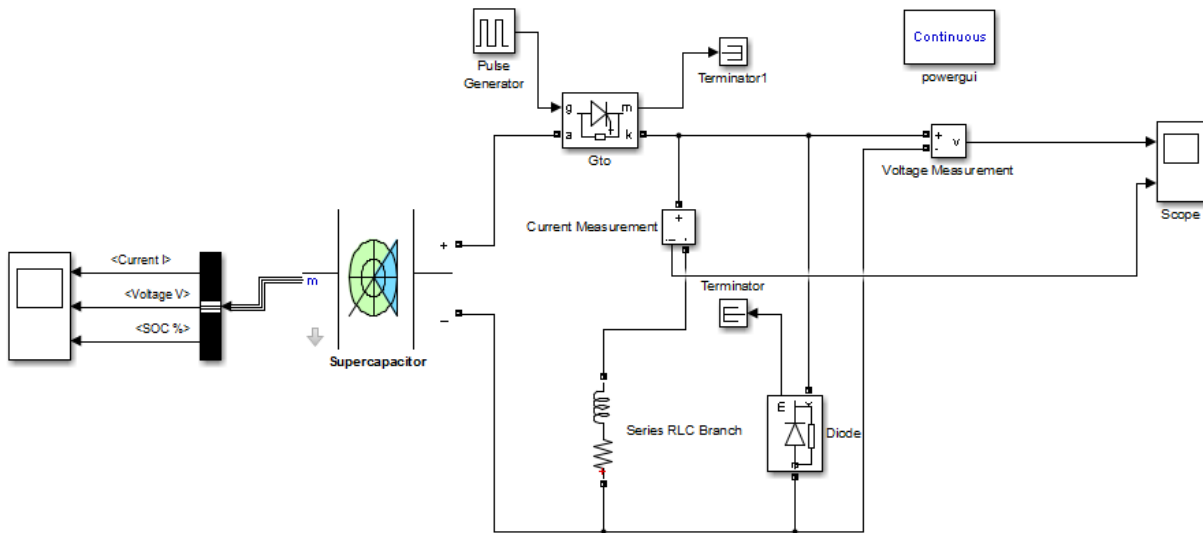 Continuous
powergui
Pulse
Generator
Terminator1
g
m
a
k
Gto
+
-
v
Voltage Measurement
Scope
Current Measurement
+
i
-
<Current I>
<Voltage V>
<SOC %>
m
+
–
Supercapacitor
Terminator
Series RLC Branch
m
k
a
Diode